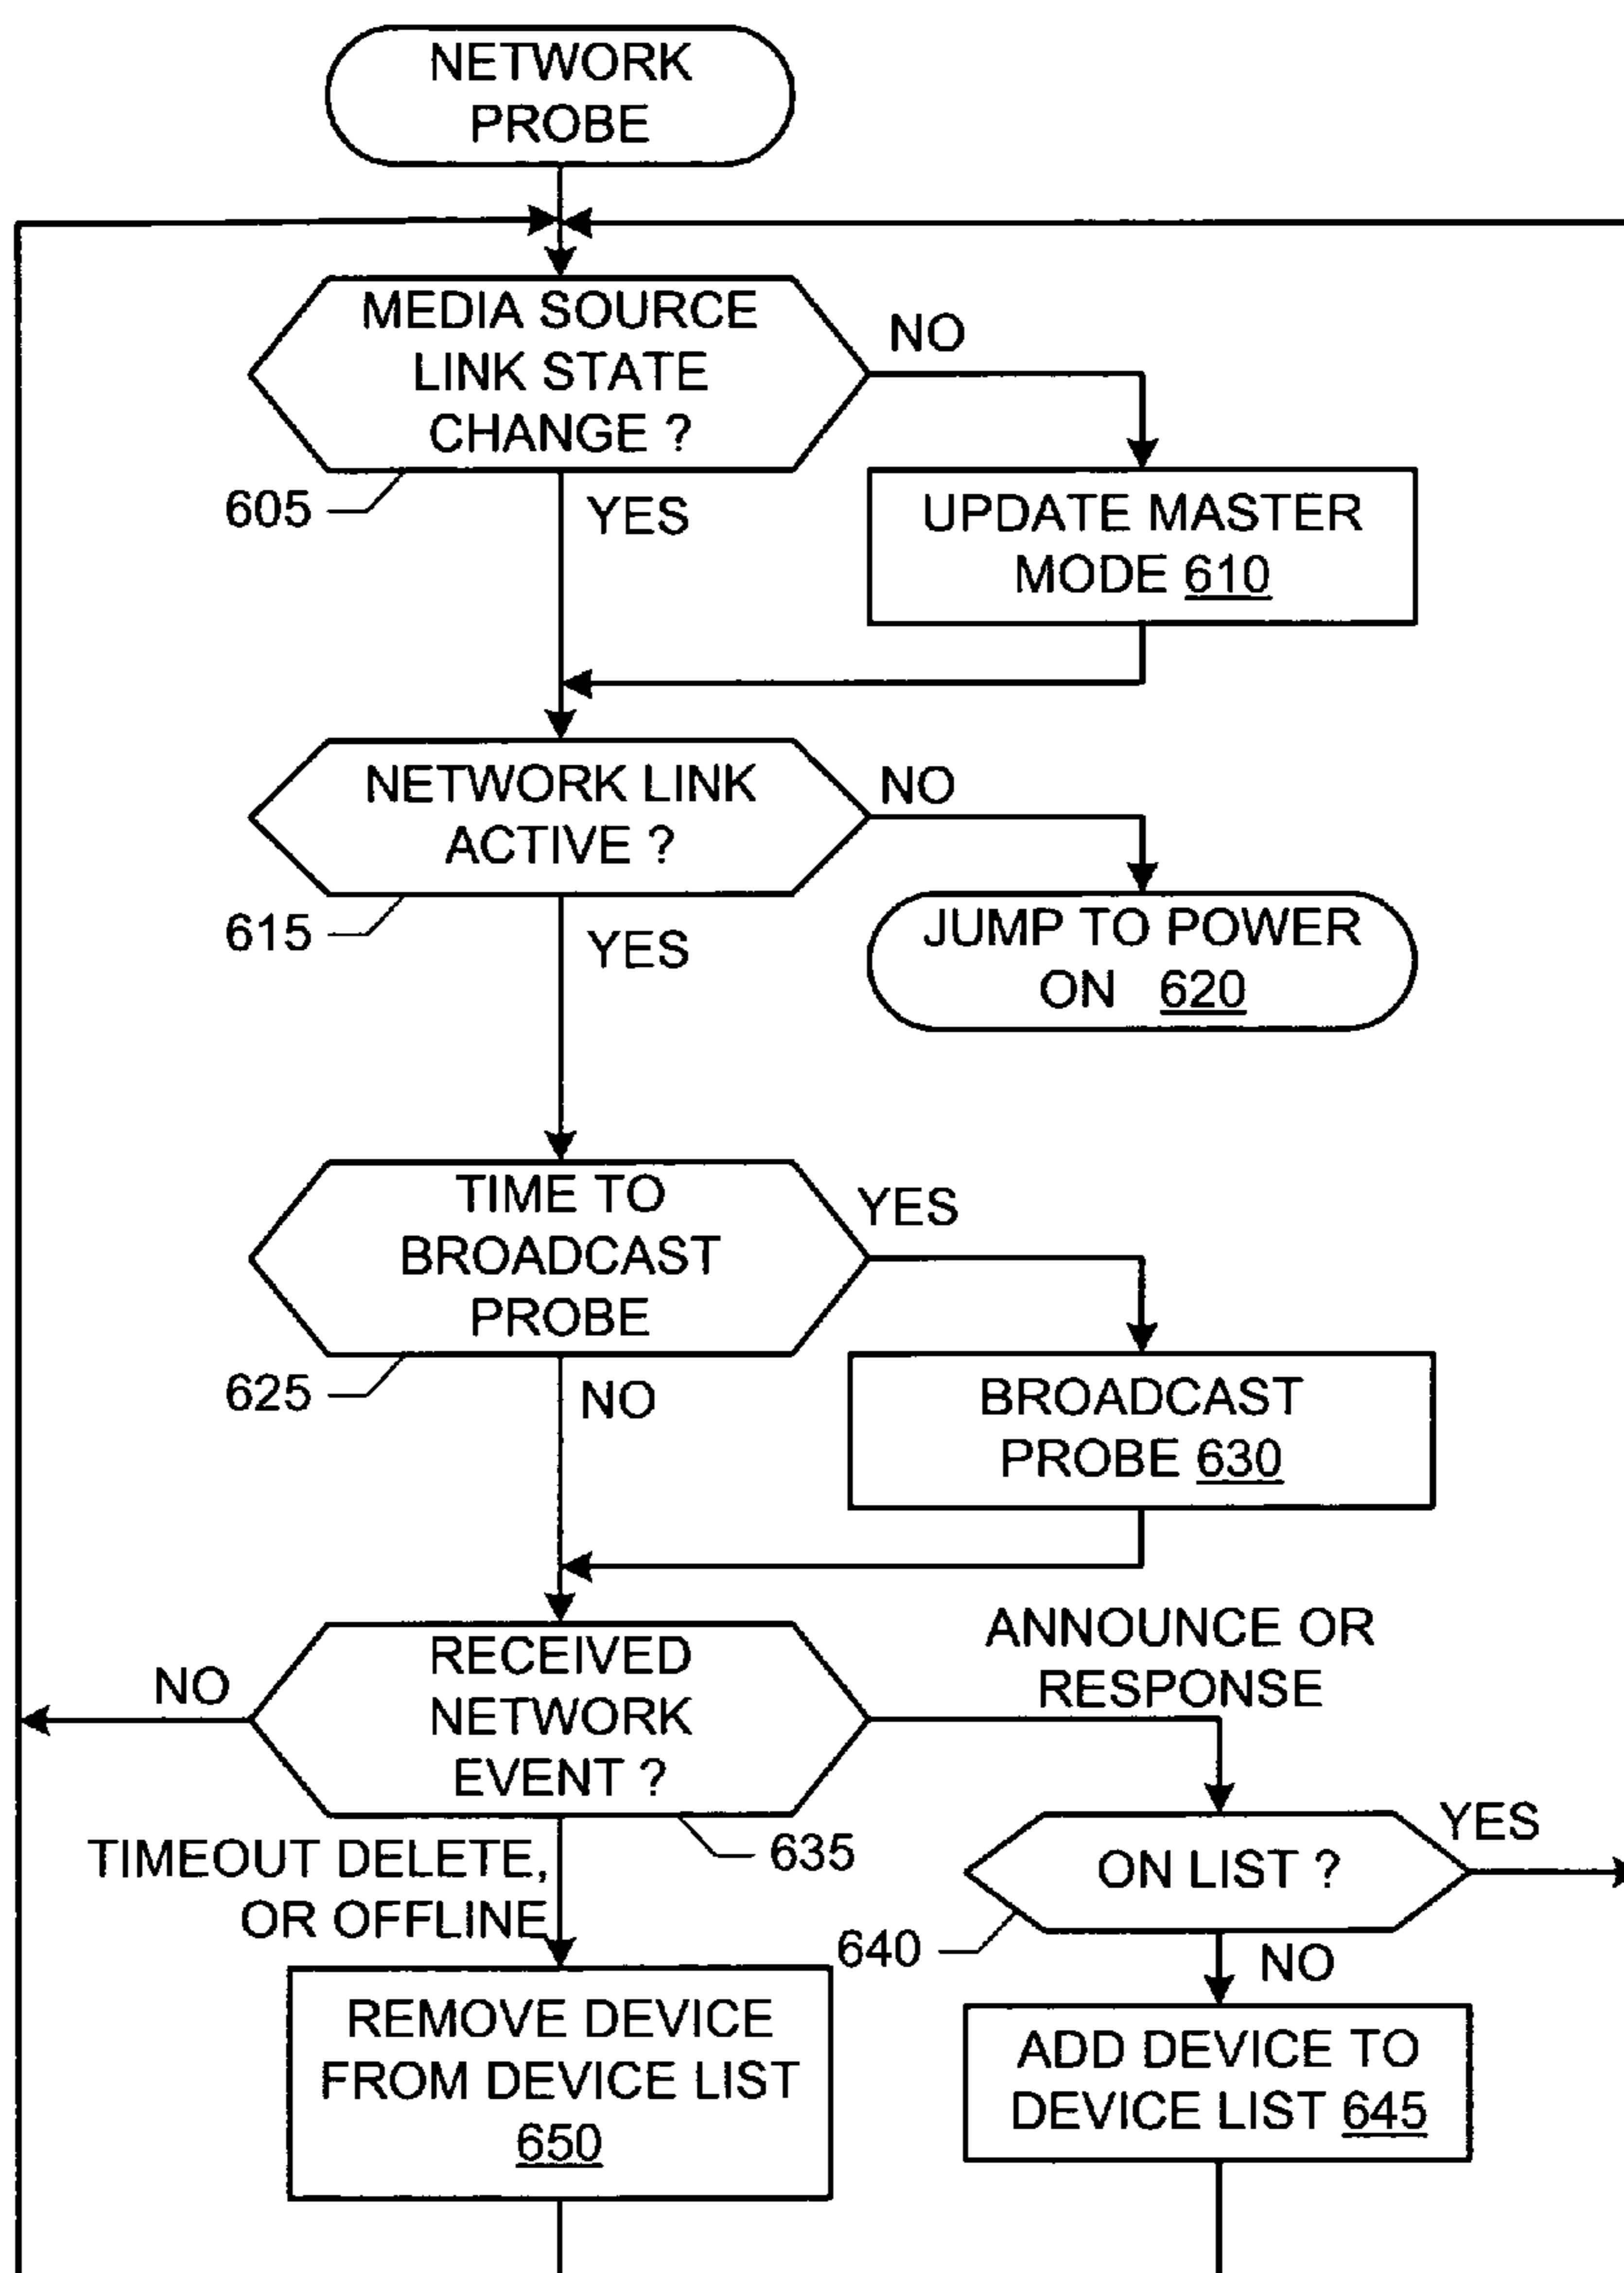 NETWORK
PROBE
MEDIA SOURCE
LINK STATE
CHANGE ?
NO
605
YES
UPDATE MASTER
MODE 610
NETWORK LINK
ACTIVE ?
NO
615
YES
JUMP TO POWER
ON 620
TIME TO
BROADCAST
PROBE
YES
625
NO
BROADCAST
PROBE 630
RECEIVED
NETWORK
EVENT ?
NO
ANNOUNCE OR
RESPONSE
635
TIMEOUT DELETE,
OR OFFLINE
ON LIST ?
YES
640
NO
REMOVE DEVICE
FROM DEVICE LIST
650
ADD DEVICE TO
DEVICE LIST 645